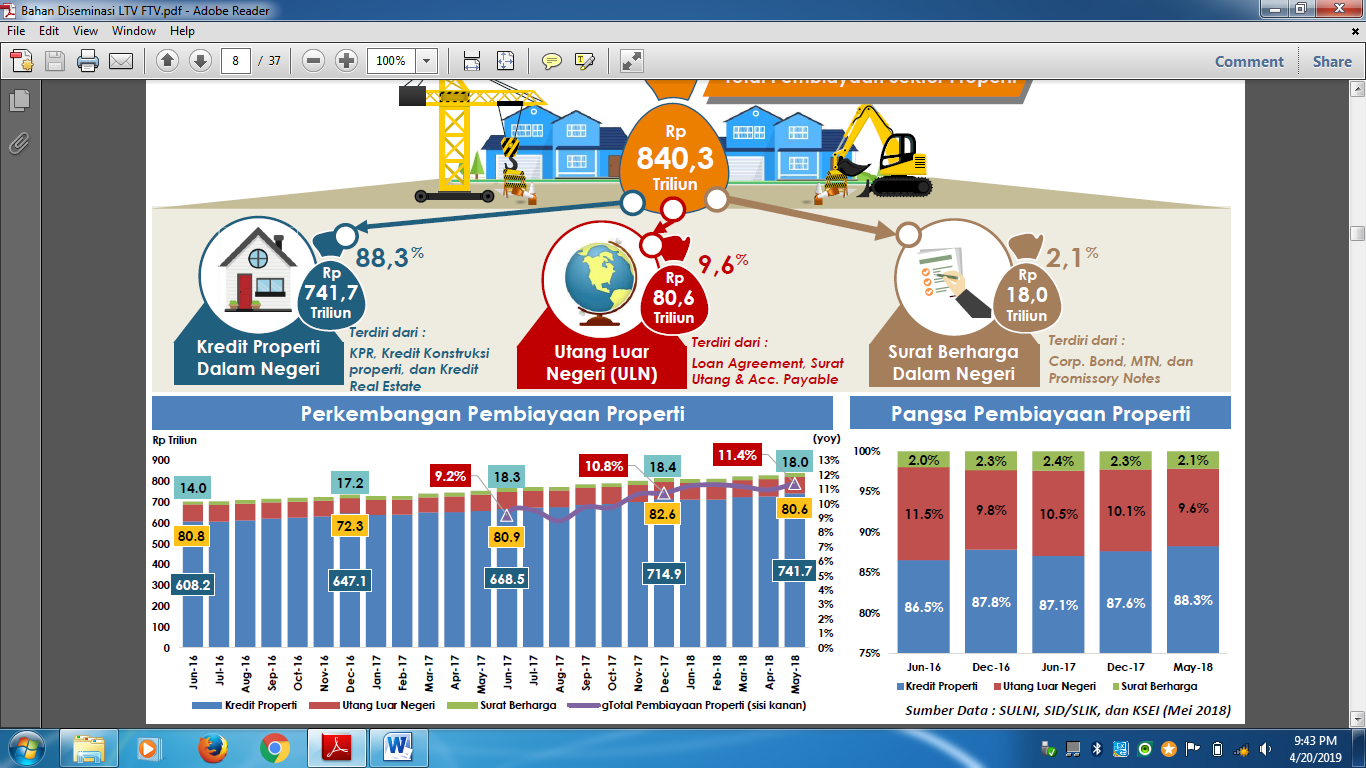 Bahan Diseminasi LTV FTV.pdf - Adobe Reader
File Edit View Window Help
8 / 37 100%
Comment Share
Total Pembiayaan Sektor Properti
Rp
840,3
Triliun
88,3%
Rp
741,7
Triliun
Kredit Properti
Dalam Negeri
Terdiri dari :
KPR, Kredit Konstruksi
properti, dan Kredit
Real Estate
9,6%
Rp
80,6
Triliun
Utang Luar
Negeri (ULN)
Terdiri dari :
Loan Agreement, Surat
Utang & Acc. Payable
2,1%
Rp
18,0
Triliun
Surat Berharga
Dalam Negeri
Terdiri dari :
Corp. Bond, MTN, dan
Promissory Notes
Perkembangan Pembiayaan Properti
Rp Triliun
(yoy)
900
800
700
600
500
400
300
200
100
0
13%
12%
11%
10%
9%
8%
7%
6%
5%
4%
3%
2%
1%
0%
9.2% 10.8% 11.4%
14.0 17.2 18.3 18.4 18.0
80.8 72.3 80.9 82.6 80.6
608.2 647.1 668.5 714.9 741.7
Jun-16 Jul-16 Aug-16 Sep-16 Oct-16 Nov-16 Dec-16 Jan-17 Feb-17 Mar-17 Apr-17 May-17 Jun-17 Jul-17 Aug-17 Sep-17 Oct-17 Nov-17 Dec-17 Jan-18 Feb-18 Mar-18 Apr-18 May-18
Kredit Properti Utang Luar Negeri Surat Berharga gTotal Pembiayaan Properti (sisi kanan)
Pangsa Pembiayaan Properti
100%
95%
90%
85%
80%
75%
2.0% 2.3% 2.4% 2.3% 2.1%
11.5% 9.8% 10.5% 10.1% 9.6%
86.5% 87.8% 87.1% 87.6% 88.3%
Jun-16 Dec-16 Jun-17 Dec-17 May-18
Kredit Properti Utang Luar Negeri Surat Berharga
Sumber Data : SULNI, SID/SLIK, dan KSEI (Mei 2018)
9:43 PM
4/20/2019